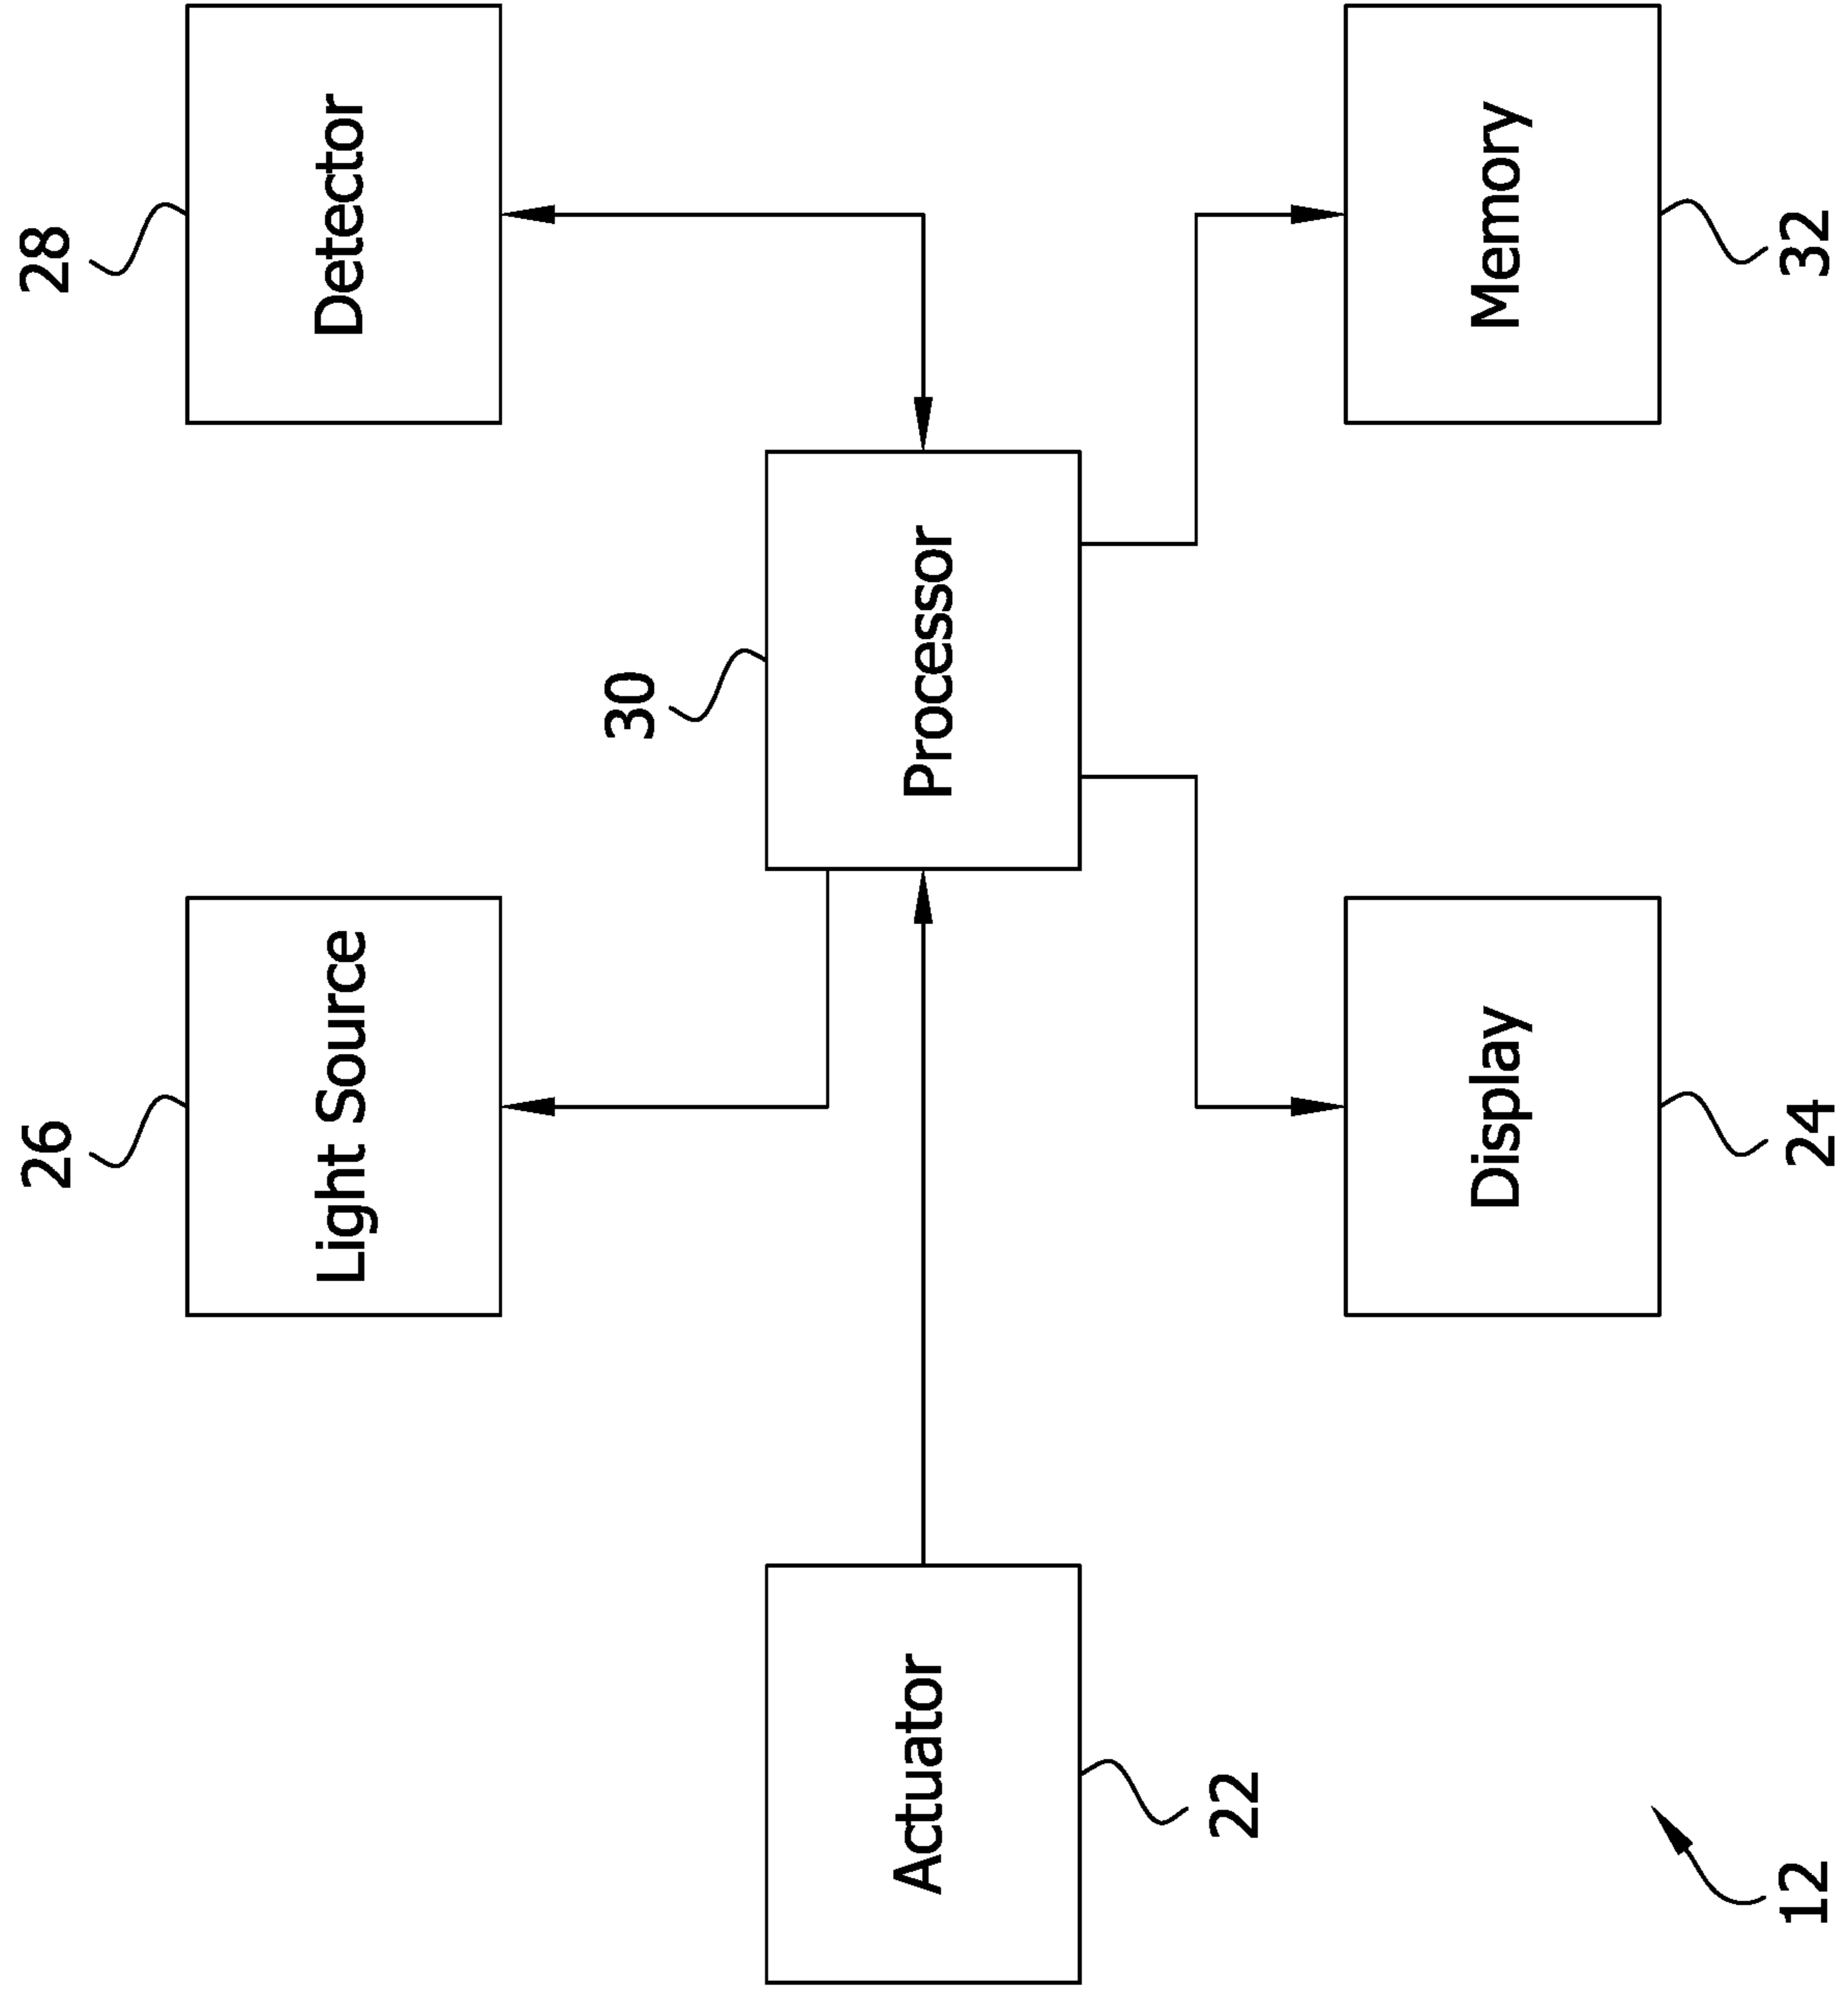 26
28
Light Source
Detector
30
Actuator
Processor
22
Display
Memory
12
24
32